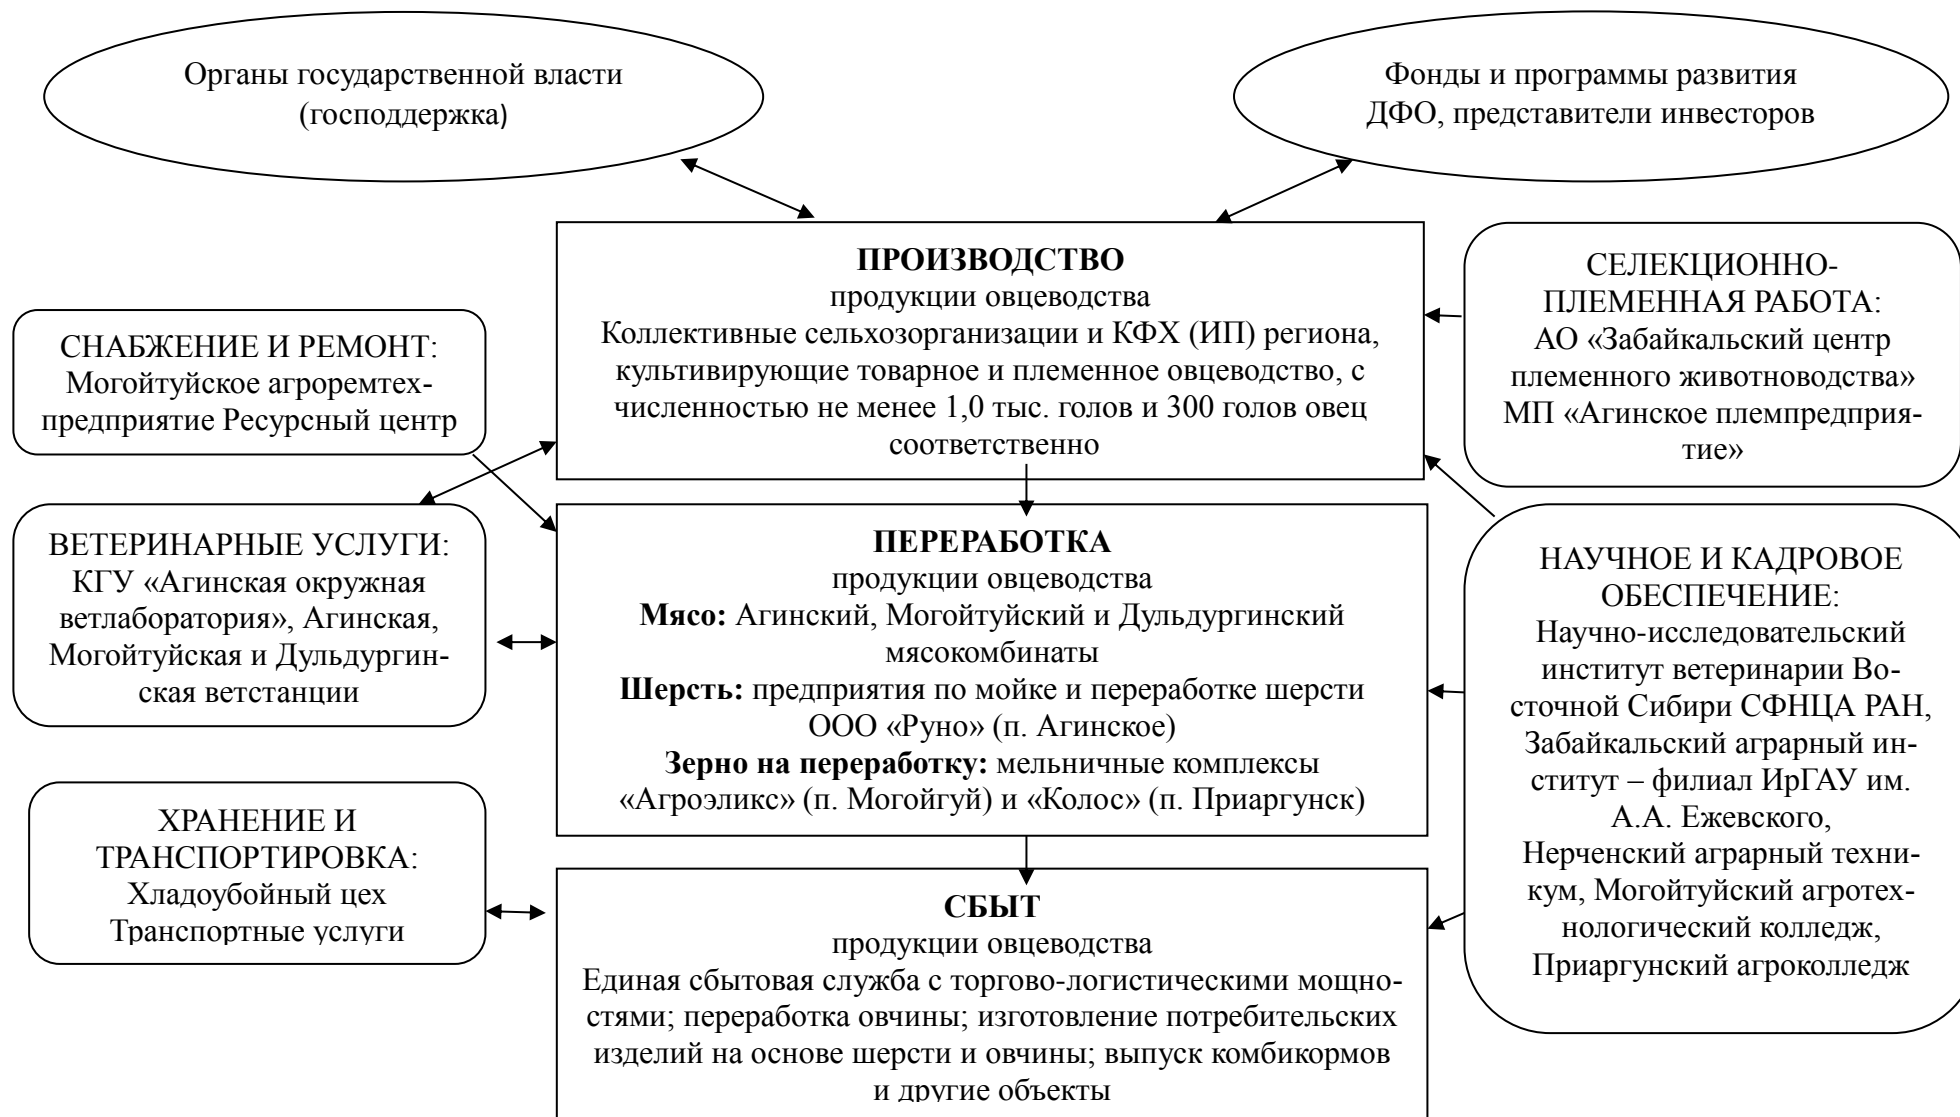 Органы государственной власти
(господдержка)
Фонды и программы развития
ДФО, представители инвесторов
ПРОИЗВОДСТВО
продукции овцеводства
Коллективные сельхозорганизации и КФХ (ИП) региона,
культивирующие товарное и племенное овцеводство, с
численностью не менее 1,0 тыс. голов и 300 голов овец
соответственно
СЕЛЕКЦИОННО-
ПЛЕМЕННАЯ РАБОТА:
АО «Забайкальский центр
племенного животноводства»
МП «Агинское племпредприя-
тие»
СНАБЖЕНИЕ И РЕМОНТ:
Могойтуйское агроремтех-
предприятие Ресурсный центр
ВЕТЕРИНАРНЫЕ УСЛУГИ:
КГУ «Агинская окружная
ветлаборатория», Агинская,
Могойтуйская и Дульдургин-
ская ветстанции
ПЕРЕРАБОТКА
продукции овцеводства
Мясо: Агинский, Могойтуйский и Дульдургинский
мясокомбинаты
Шерсть: предприятия по мойке и переработке шерсти
ООО «Руно» (п. Агинское)
Зерно на переработку: мельничные комплексы
«Агроэликс» (п. Могойгуй) и «Колос» (п. Приаргунск)
НАУЧНОЕ И КАДРОВОЕ
ОБЕСПЕЧЕНИЕ:
Научно-исследовательский
институт ветеринарии Во-
сточной Сибири СФНЦА РАН,
Забайкальский аграрный ин-
ститут – филиал ИрГАУ им.
А.А. Ежевского,
Нерченский аграрный техни-
кум, Могойтуйский агротех-
нологический колледж,
Приаргунский агроколледж
ХРАНЕНИЕ И
ТРАНСПОРТИРОВКА:
Хладоубойный цех
Транспортные услуги
СБЫТ
продукции овцеводства
Единая сбытовая служба с торгово-логистическими мощно-
стями; переработка овчины; изготовление потребительских
изделий на основе шерсти и овчины; выпуск комбикормов
и другие объекты